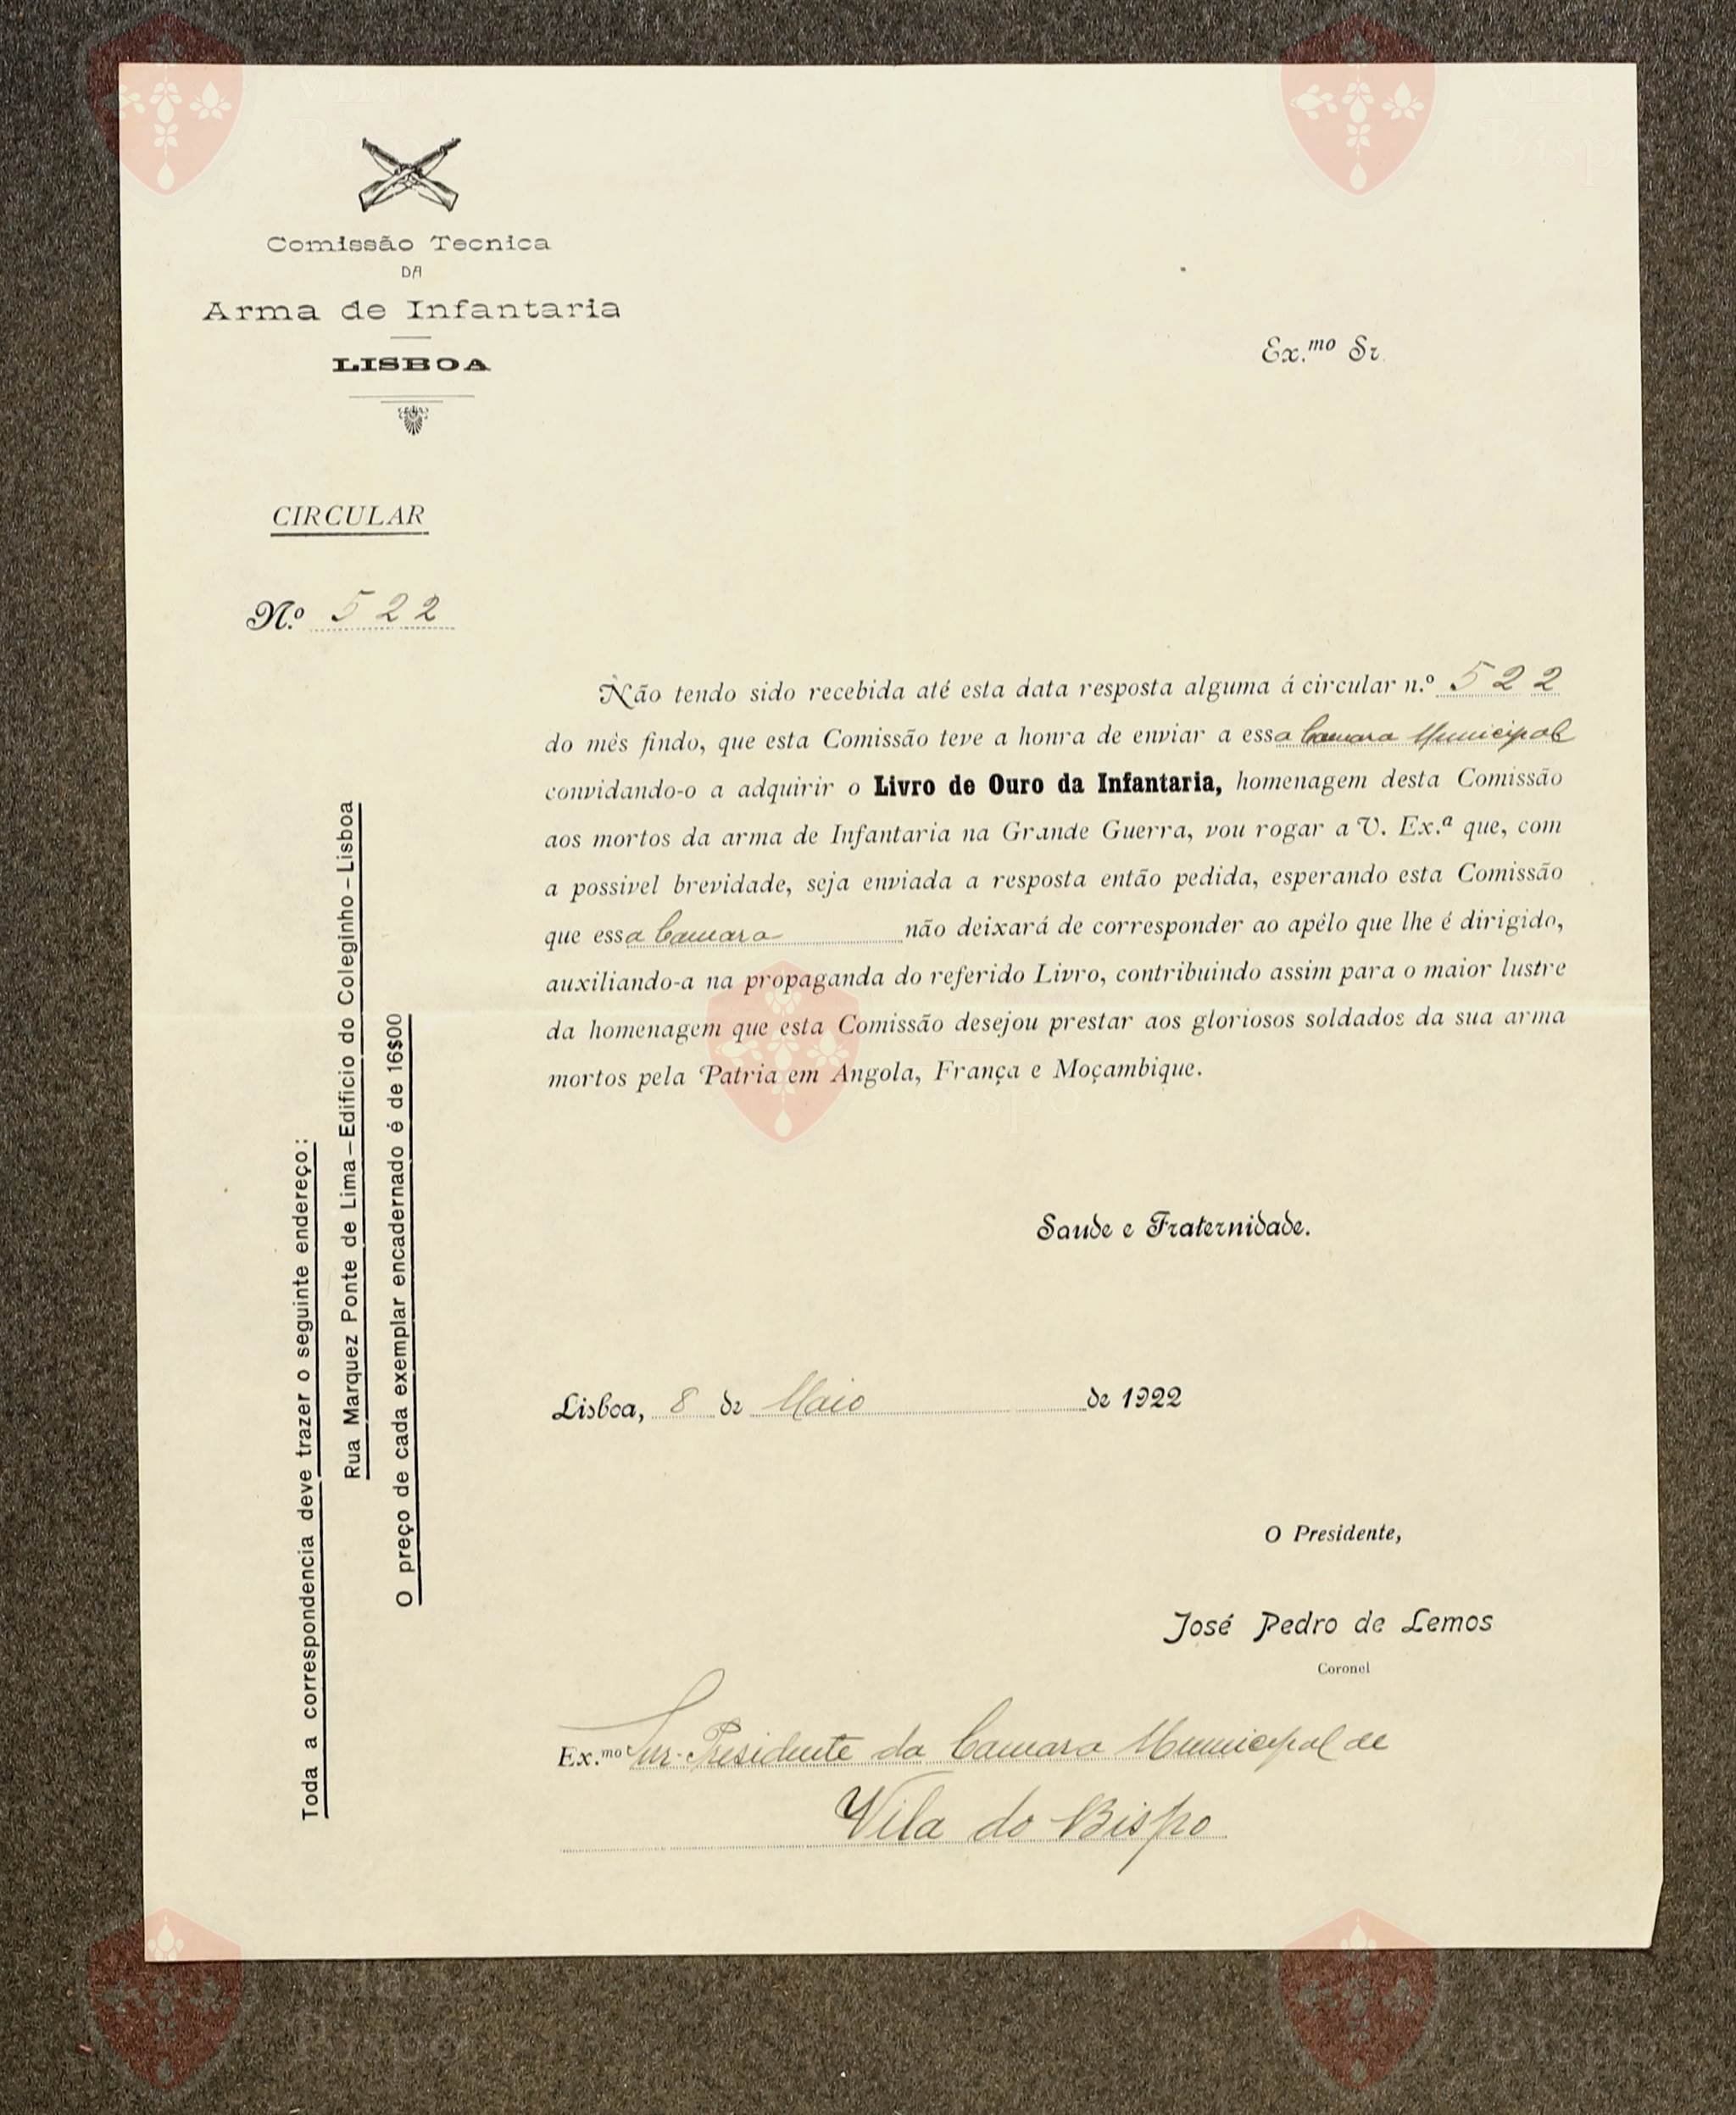 Comissão Tecnica
DA
Arma de Infantaria
LISBOA
Ex.mo Sr.
CIRCULAR
N.º 522
Não tendo sido recebida até esta data resposta alguma á circular n.º 522
do mês findo, que esta Comissão teve a honra de enviar a essa Camara Municipal
convidando-o a adquirir o Livro de Ouro da Infantaria, homenagem desta Comissão
aos mortos da arma de Infantaria na Grande Guerra, vou rogar a V. Ex.ª que, com
a possivel brevidade, seja enviada a resposta então pedida, esperando esta Comissão
que essa Camara não deixará de corresponder ao apêlo que lhe é dirigido,
auxiliando-a na propaganda do referido Livro, contribuindo assim para o maior lustre
da homenagem que esta Comissão desejou prestar aos gloriosos soldados da sua arma
mortos pela Patria em Angola, França e Moçambique.
Saude e Fraternidade.
Lisboa, 8 de Maio de 1922
O Presidente,
José Pedro de Lemos
Coronel
Ex.mo Snr. Presidente da Camara Municipal de
Vila do Bispo
Toda a correspondencia deve trazer o seguinte endereço:
Rua Marquez Ponte de Lima—Edificio do Coleginho—Lisboa
O preço de cada exemplar encadernado é de 16$00